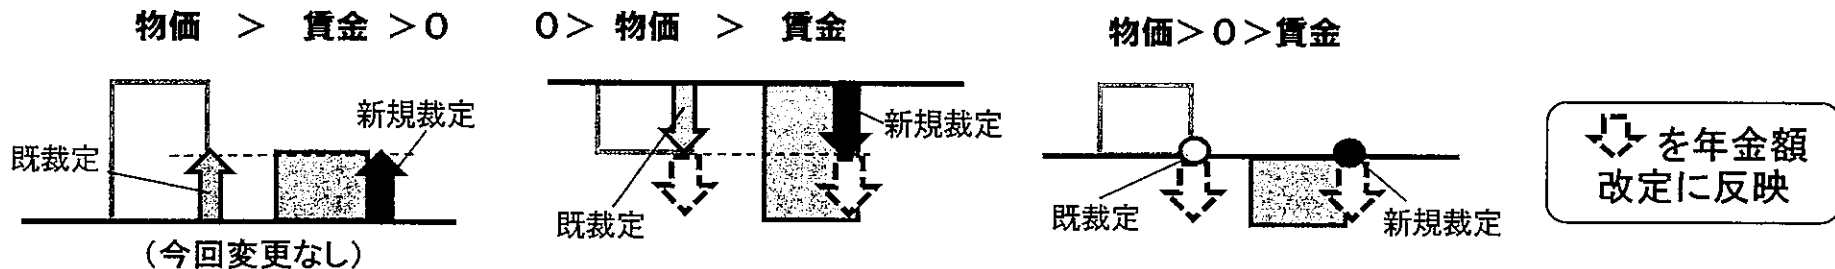 物価 ＞ 賃金 ＞0
0＞ 物価 ＞ 賃金
物価＞0＞賃金
既裁定
新規裁定
(今回変更なし)
新規裁定
既裁定
既裁定
新規裁定
を年金額
改定に反映